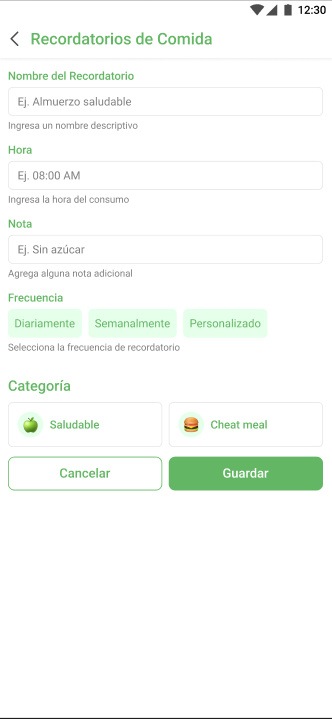 12:30
Recordatorios de Comida
Nombre del Recordatorio
Ej. Almuerzo saludable
Ingresa un nombre descriptivo
Hora
Ej. 08:00 AM
Ingresa la hora del consumo
Nota
Ej. Sin azúcar
Agrega alguna nota adicional
Frecuencia
Diariamente Semanalmente Personalizado
Selecciona la frecuencia de recordatorio
Categoría
Saludable Cheat meal
Cancelar Guardar